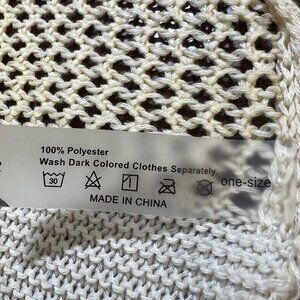 100% Polyester
Wash Dark Colored Clothes Separately.
30 one-size
MADE IN CHINA